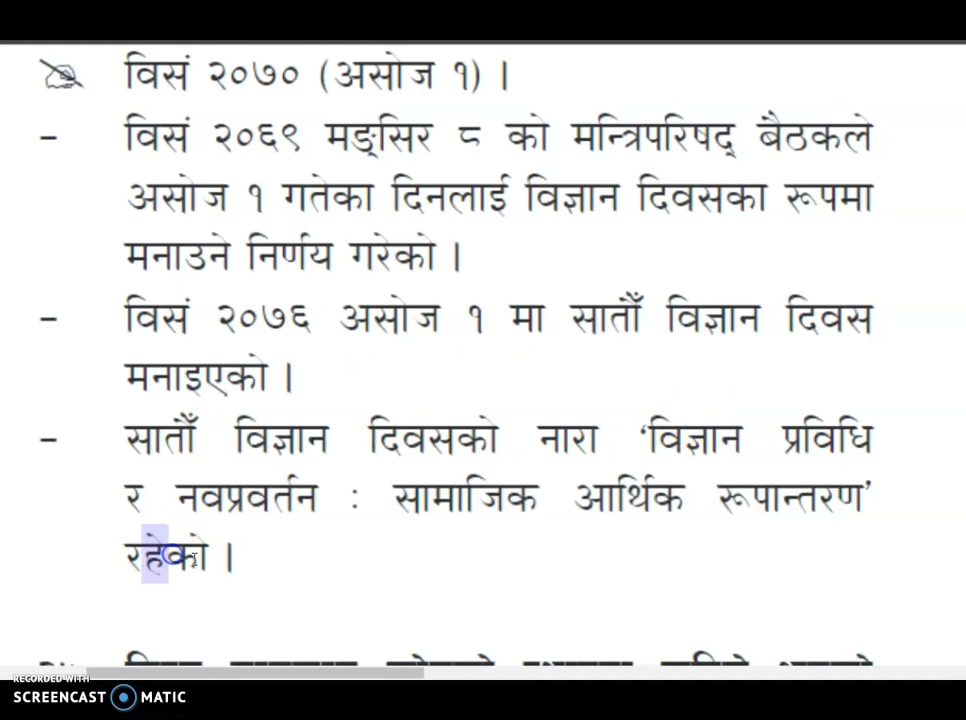 विसं २०७० (असोज १) ।
- विसं २०६९ मङ्सिर ८ को मन्त्रिपरिषद् बैठकले
असोज १ गतेका दिनलाई विज्ञान दिवसका रूपमा
मनाउने निर्णय गरेको ।
- विसं २०७६ असोज १ मा सातौँ विज्ञान दिवस
मनाइएको ।
- सातौँ विज्ञान दिवसको नारा ‘विज्ञान प्रविधि
र नवप्रवर्तन : सामाजिक आर्थिक रूपान्तरण’
रहेको ।
RECORDED WITH
SCREENCAST MATIC